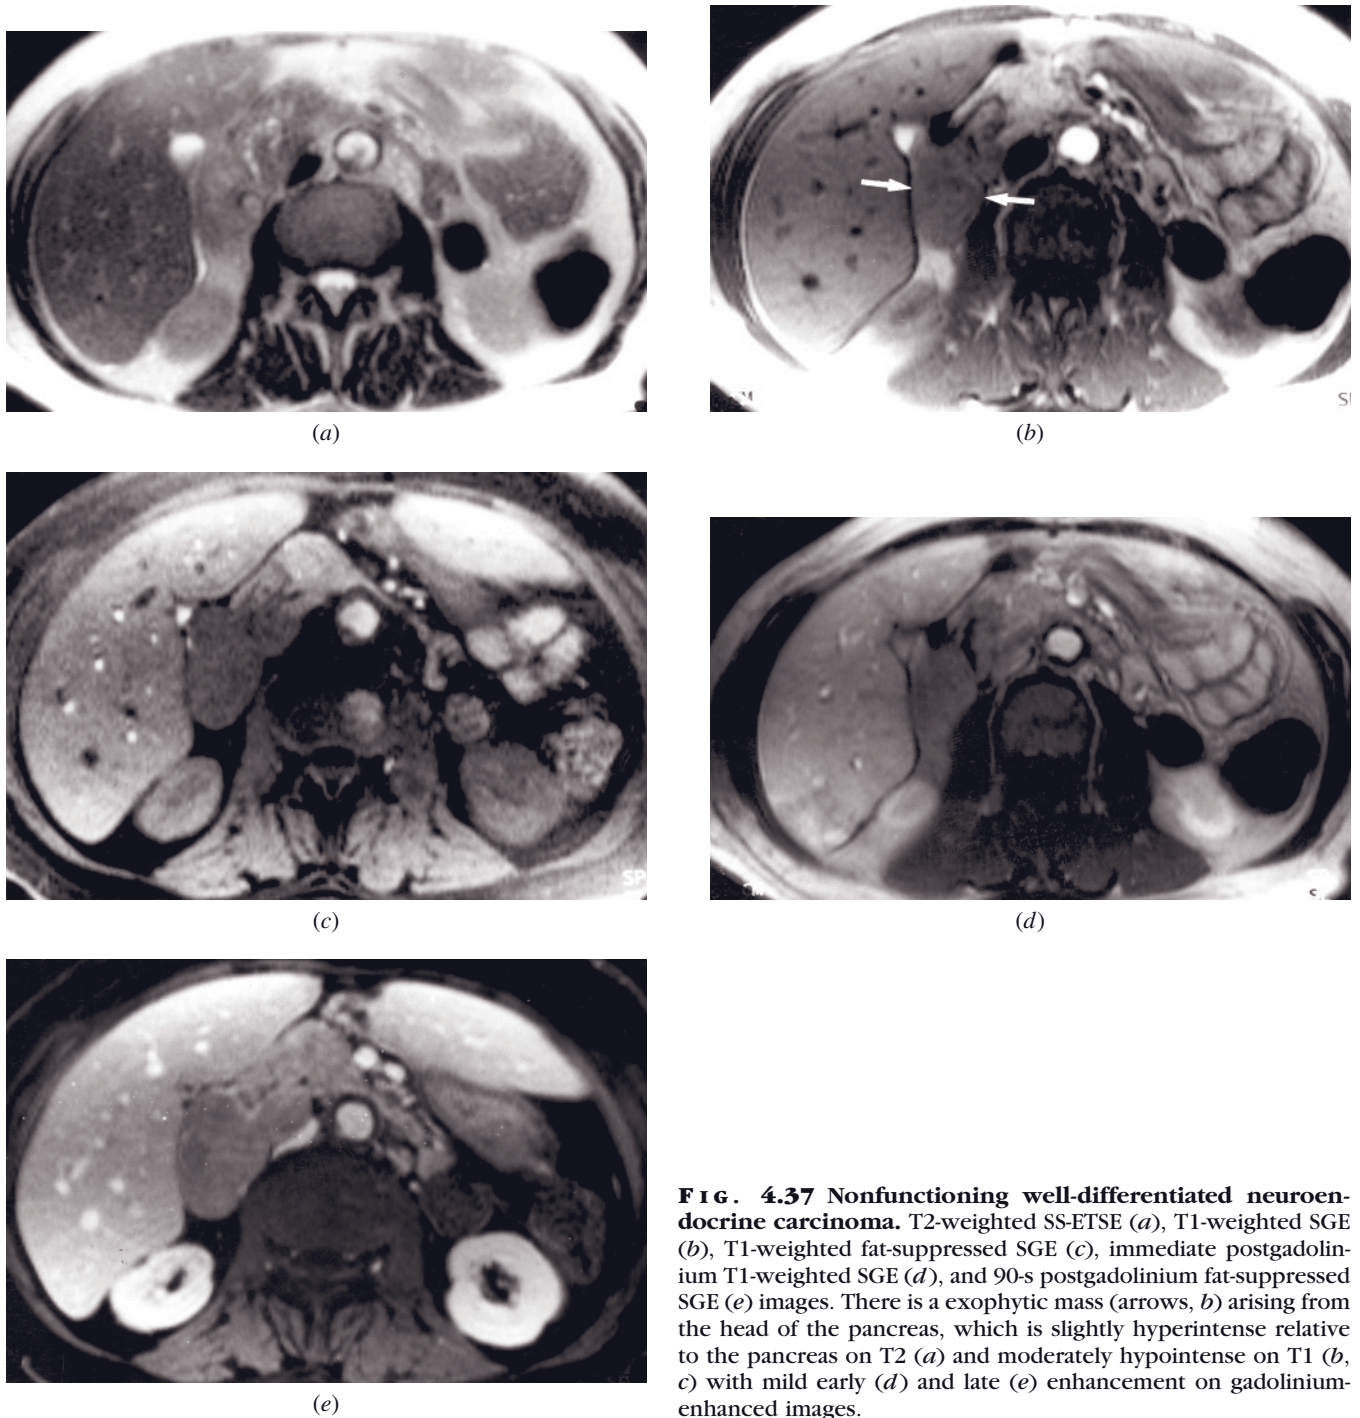 (a)
(b)
(c)
(d)
(e)
SP
FIG. 4.37 Nonfunctioning well-differentiated neuroen-
docrine carcinoma. T2-weighted SS-ETSE (a), T1-weighted SGE
(b), T1-weighted fat-suppressed SGE (c), immediate postgadolin-
ium T1-weighted SGE (d), and 90-s postgadolinium fat-suppressed
SGE (e) images. There is a exophytic mass (arrows, b) arising from
the head of the pancreas, which is slightly hyperintense relative
to the pancreas on T2 (a) and moderately hypointense on T1 (b,
c) with mild early (d) and late (e) enhancement on gadolinium-
enhanced images.